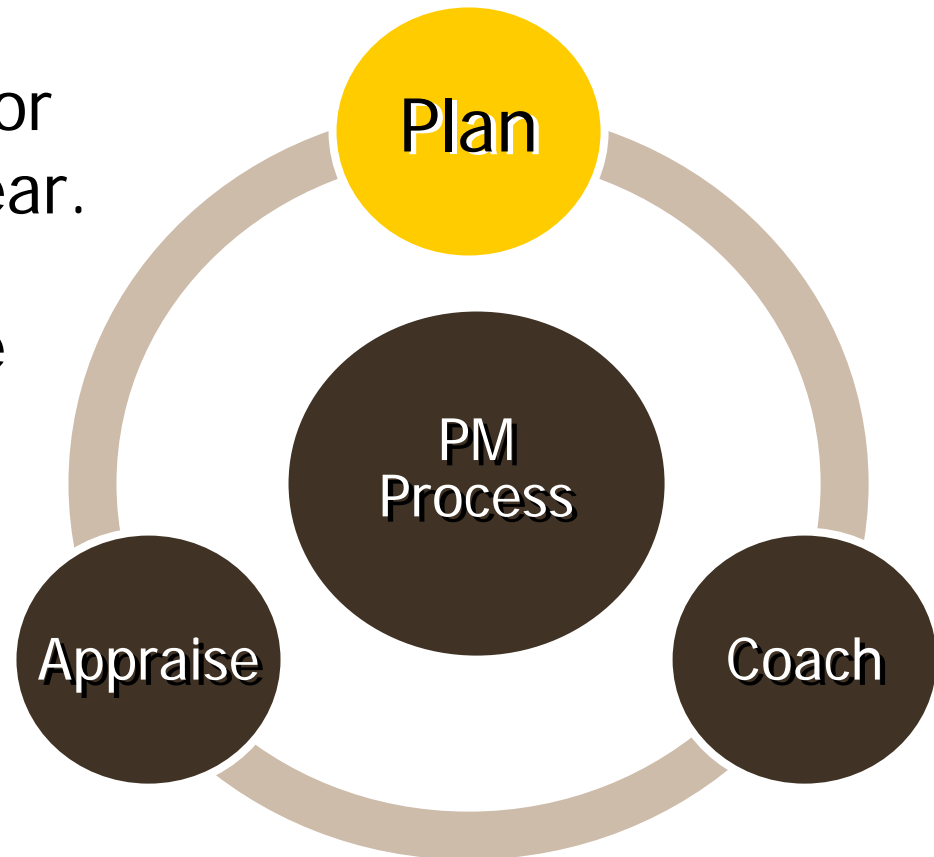 Plan
or
ear.
e
PM
Process
Appraise
Coach